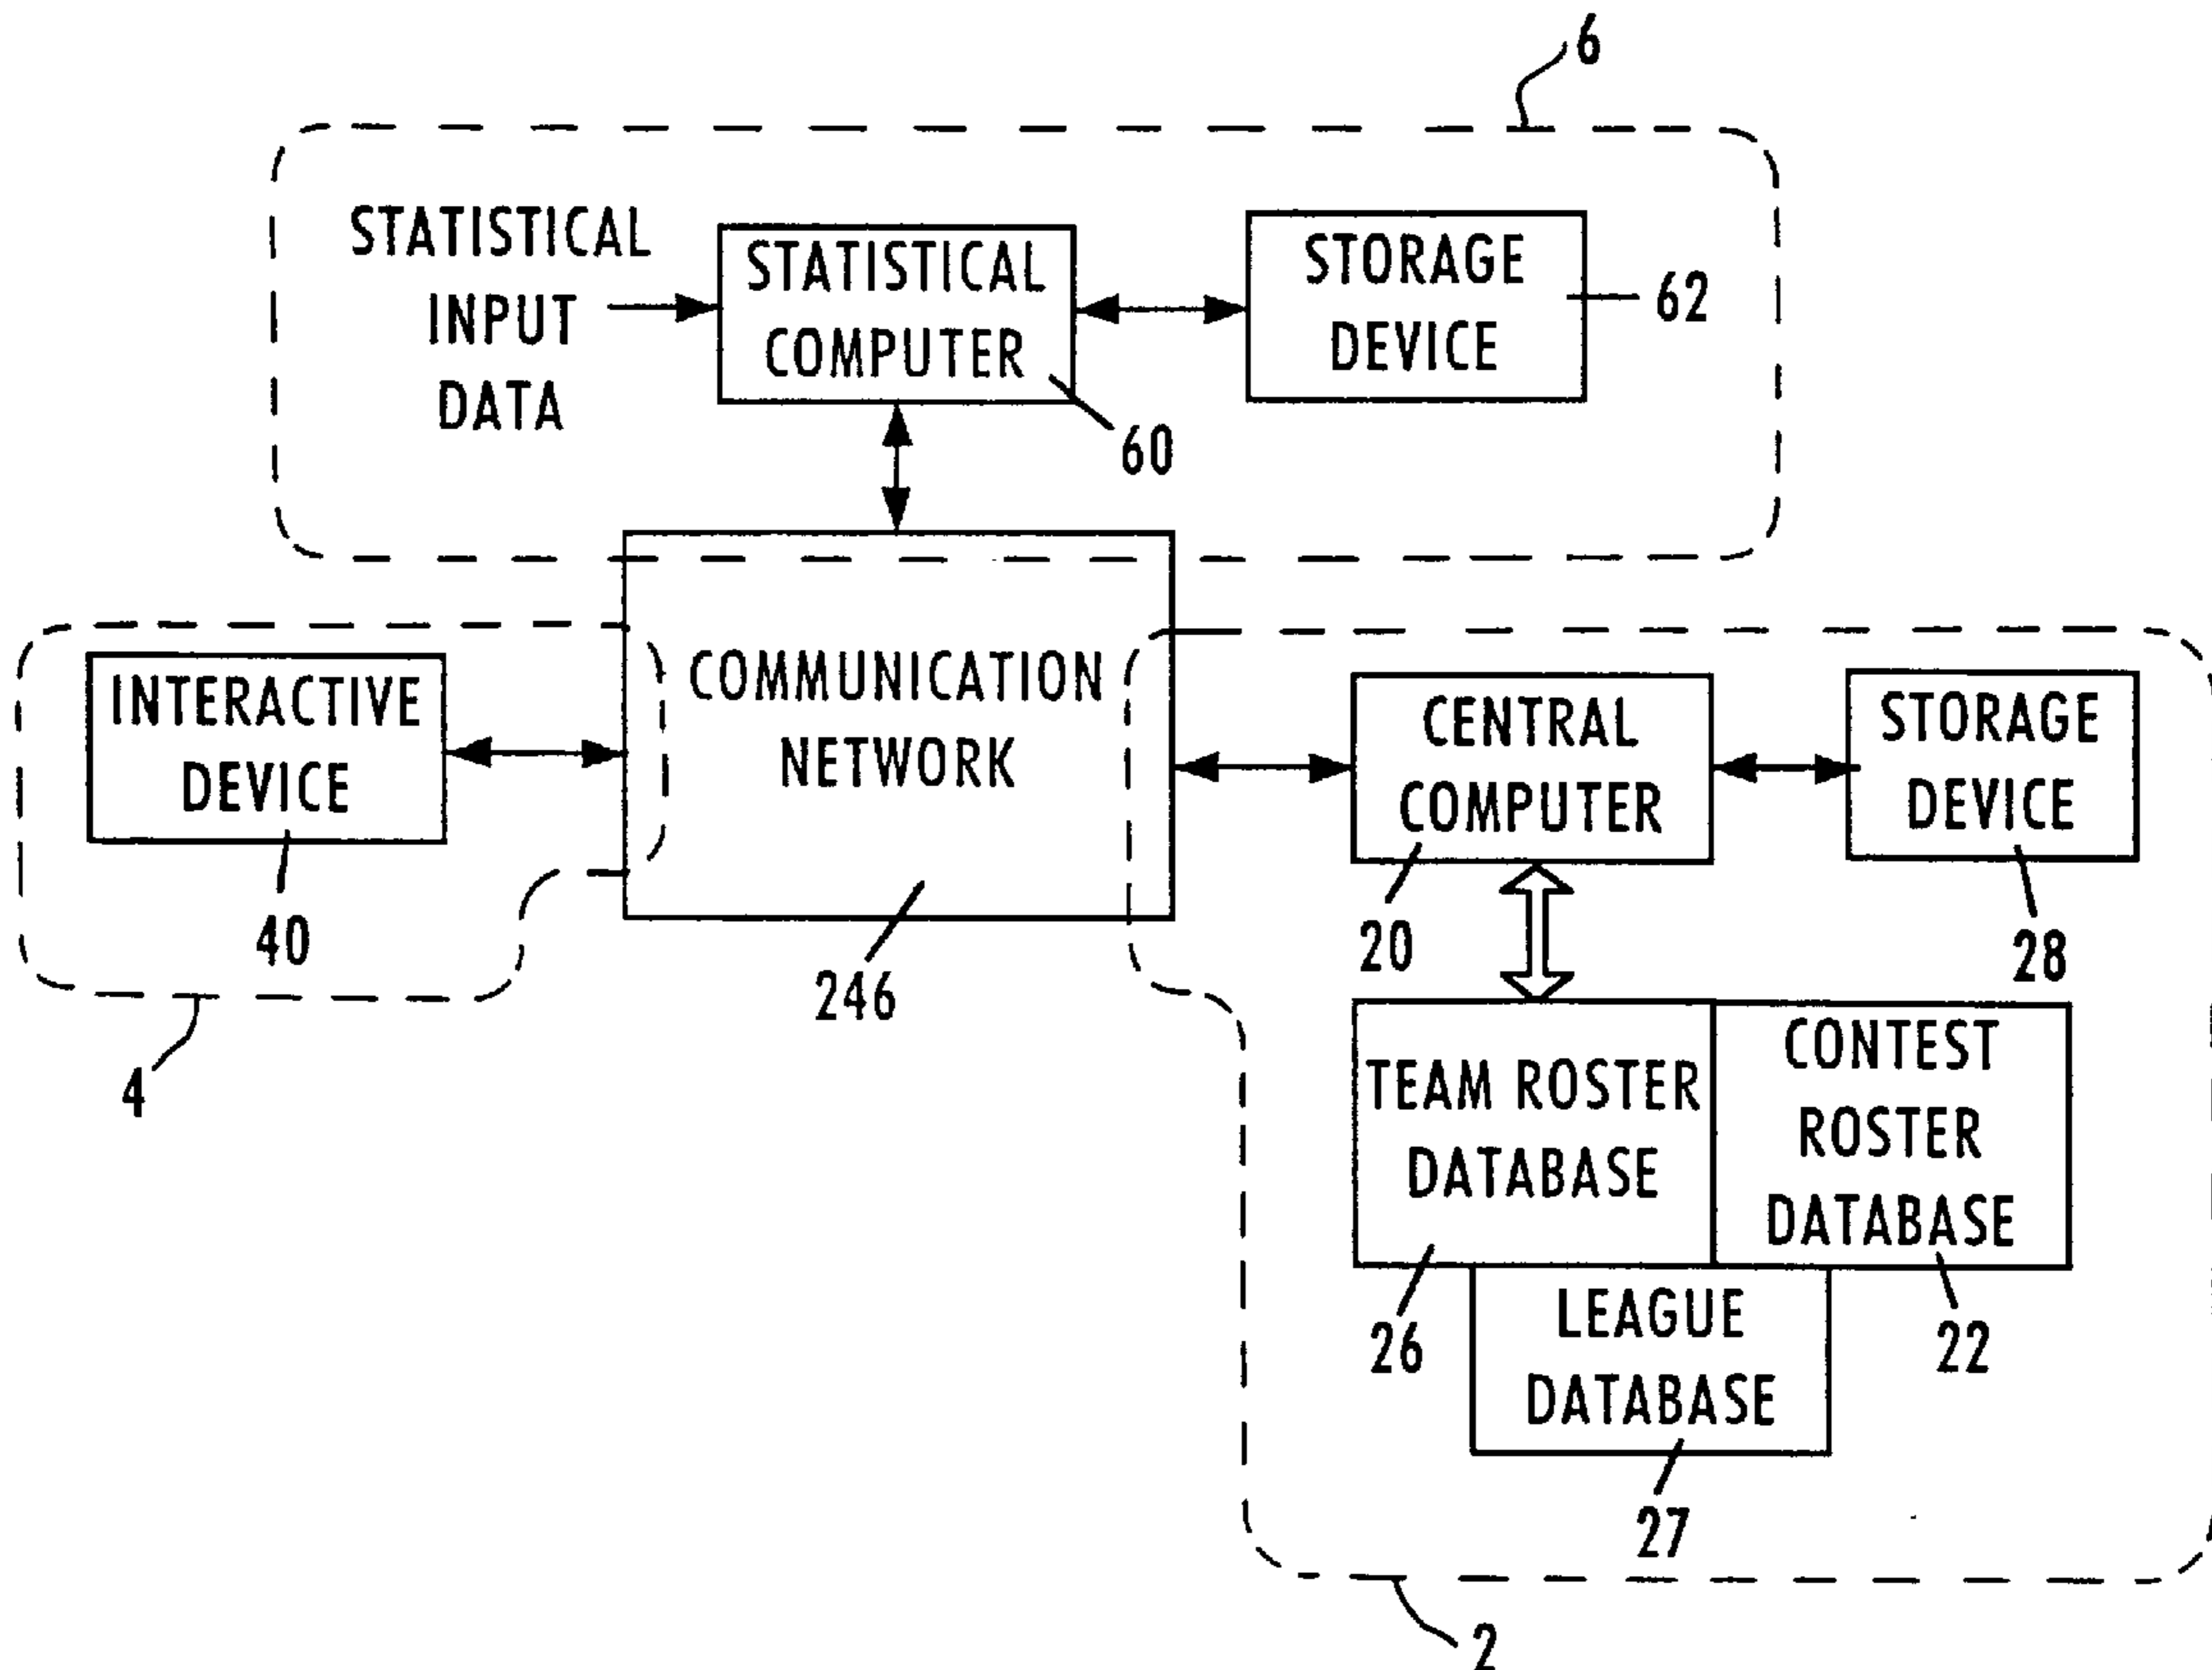 6
STATISTICAL
INPUT
DATA
STATISTICAL
COMPUTER
60
STORAGE
DEVICE
62
INTERACTIVE
DEVICE
40
4
COMMUNICATION
NETWORK
246
CENTRAL
COMPUTER
20
STORAGE
DEVICE
28
TEAM ROSTER
DATABASE
26
CONTEST
ROSTER
DATABASE
22
LEAGUE
DATABASE
27
2